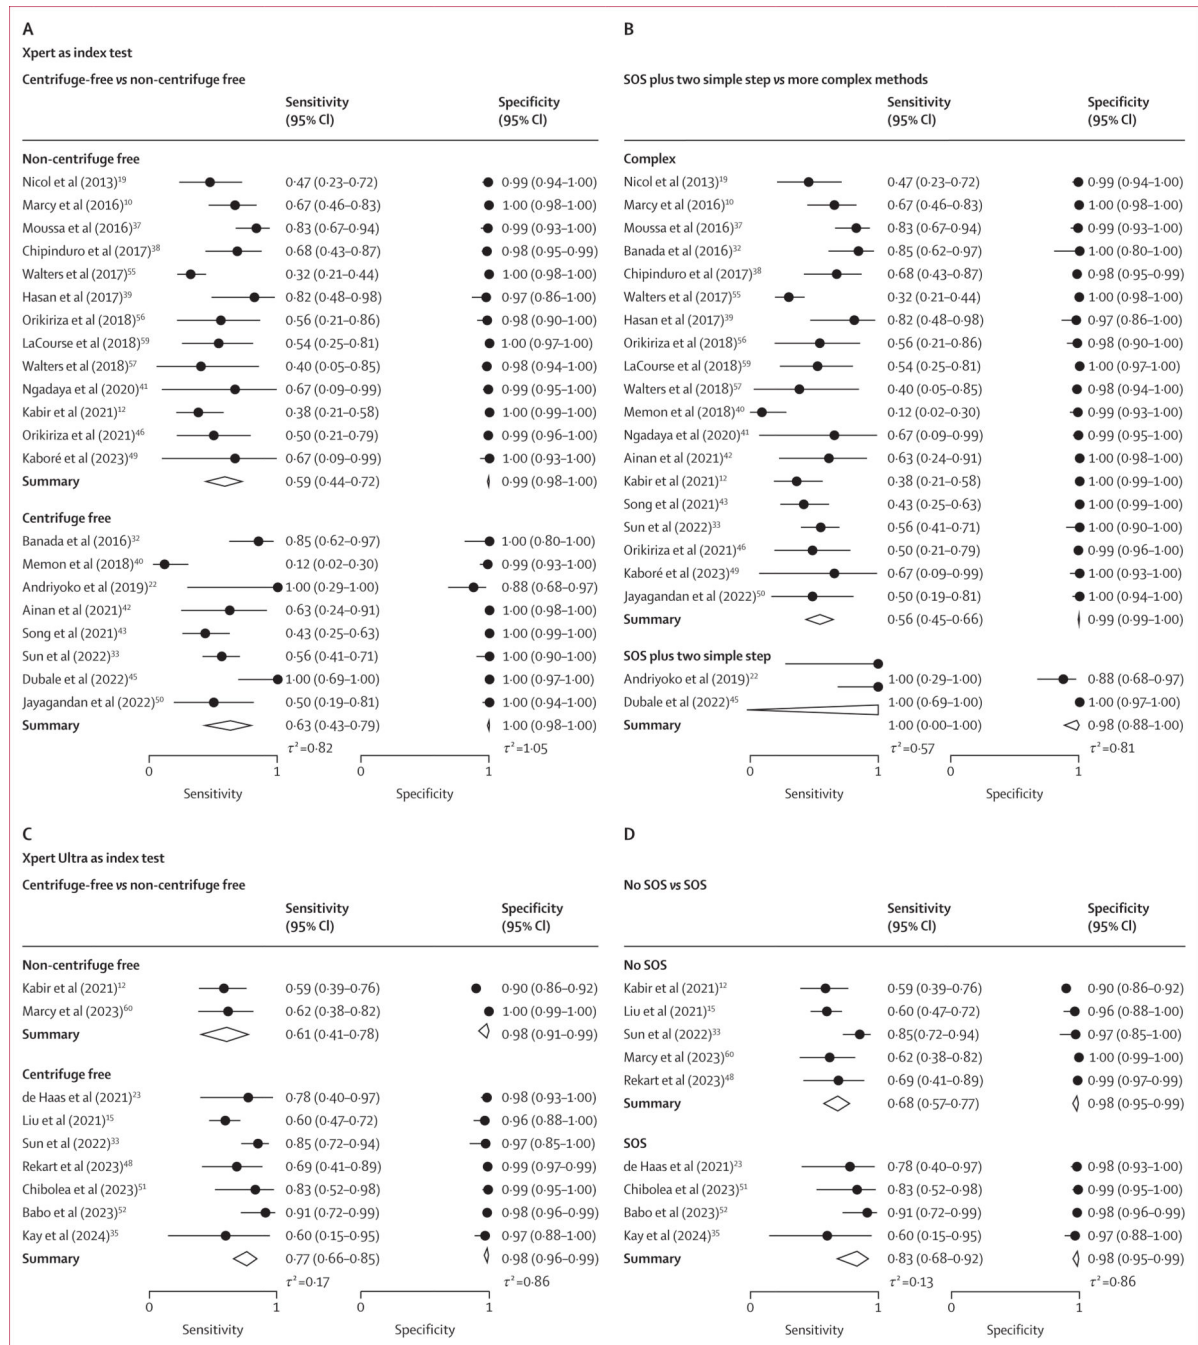 A
Xpert as index test
Centrifuge-free vs non-centrifuge free
Sensitivity (95% CI) Specificity (95% CI)
Non-centrifuge free
Nicol et al (2013)19 0·47 (0·23–0·72) 0·99 (0·94–1·00)
Marcy et al (2016)10 0·67 (0·46–0·83) 1·00 (0·98–1·00)
Moussa et al (2016)37 0·83 (0·67–0·94) 0·99 (0·93–1·00)
Chipinduro et al (2017)38 0·68 (0·43–0·87) 0·98 (0·95–0·99)
Walters et al (2017)55 0·32 (0·21–0·44) 1·00 (0·98–1·00)
Hasan et al (2017)39 0·82 (0·48–0·98) 0·97 (0·86–1·00)
Orikiriza et al (2018)56 0·56 (0·21–0·86) 0·98 (0·90–1·00)
LaCourse et al (2018)59 0·54 (0·25–0·81) 1·00 (0·97–1·00)
Walters et al (2018)57 0·40 (0·05–0·85) 0·98 (0·94–1·00)
Ngadaya et al (2020)41 0·67 (0·09–0·99) 0·99 (0·95–1·00)
Kabir et al (2021)12 0·38 (0·21–0·58) 1·00 (0·99–1·00)
Orikiriza et al (2021)46 0·50 (0·21–0·79) 0·99 (0·96–1·00)
Kaboré et al (2023)49 0·67 (0·09–0·99) 1·00 (0·93–1·00)
Summary 0·59 (0·44–0·72) 0·99 (0·98–1·00)
Centrifuge free
Banada et al (2016)32 0·85 (0·62–0·97) 1·00 (0·80–1·00)
Memon et al (2018)40 0·12 (0·02–0·30) 0·99 (0·93–1·00)
Andriyoko et al (2019)22 1·00 (0·29–1·00) 0·88 (0·68–0·97)
Ainan et al (2021)42 0·63 (0·24–0·91) 1·00 (0·98–1·00)
Song et al (2021)43 0·43 (0·25–0·63) 1·00 (0·99–1·00)
Sun et al (2022)33 0·56 (0·41–0·71) 1·00 (0·90–1·00)
Dubale et al (2022)45 1·00 (0·69–1·00) 1·00 (0·97–1·00)
Jayagandan et al (2022)50 0·50 (0·19–0·81) 1·00 (0·94–1·00)
Summary 0·63 (0·43–0·79) 1·00 (0·98–1·00)
τ²=0·82 τ²=1·05
0 1 0 1
Sensitivity Specificity
B
SOS plus two simple step vs more complex methods
Sensitivity (95% CI) Specificity (95% CI)
Complex
Nicol et al (2013)19 0·47 (0·23–0·72) 0·99 (0·94–1·00)
Marcy et al (2016)10 0·67 (0·46–0·83) 1·00 (0·98–1·00)
Moussa et al (2016)37 0·83 (0·67–0·94) 0·99 (0·93–1·00)
Banada et al (2016)32 0·85 (0·62–0·97) 1·00 (0·80–1·00)
Chipinduro et al (2017)38 0·68 (0·43–0·87) 0·98 (0·95–0·99)
Walters et al (2017)55 0·32 (0·21–0·44) 1·00 (0·98–1·00)
Hasan et al (2017)39 0·82 (0·48–0·98) 0·97 (0·86–1·00)
Orikiriza et al (2018)56 0·56 (0·21–0·86) 0·98 (0·90–1·00)
LaCourse et al (2018)59 0·54 (0·25–0·81) 1·00 (0·97–1·00)
Walters et al (2018)57 0·40 (0·05–0·85) 0·98 (0·94–1·00)
Memon et al (2018)40 0·12 (0·02–0·30) 0·99 (0·93–1·00)
Ngadaya et al (2020)41 0·67 (0·09–0·99) 0·99 (0·95–1·00)
Ainan et al (2021)42 0·63 (0·24–0·91) 1·00 (0·98–1·00)
Kabir et al (2021)12 0·38 (0·21–0·58) 1·00 (0·99–1·00)
Song et al (2021)43 0·43 (0·25–0·63) 1·00 (0·99–1·00)
Sun et al (2022)33 0·56 (0·41–0·71) 1·00 (0·90–1·00)
Orikiriza et al (2021)46 0·50 (0·21–0·79) 0·99 (0·96–1·00)
Kaboré et al (2023)49 0·67 (0·09–0·99) 1·00 (0·93–1·00)
Jayagandan et al (2022)50 0·50 (0·19–0·81) 1·00 (0·94–1·00)
Summary 0·56 (0·45–0·66) 0·99 (0·99–1·00)
SOS plus two simple step
Andriyoko et al (2019)22 1·00 (0·29–1·00) 0·88 (0·68–0·97)
Dubale et al (2022)45 1·00 (0·69–1·00) 1·00 (0·97–1·00)
Summary 1·00 (0·00–1·00) 0·98 (0·88–1·00)
τ²=0·57 τ²=0·81
0 1 0 1
Sensitivity Specificity
C
Xpert Ultra as index test
Centrifuge-free vs non-centrifuge free
Sensitivity (95% CI) Specificity (95% CI)
Non-centrifuge free
Kabir et al (2021)12 0·59 (0·39–0·76) 0·90 (0·86–0·92)
Marcy et al (2023)60 0·62 (0·38–0·82) 1·00 (0·99–1·00)
Summary 0·61 (0·41–0·78) 0·98 (0·91–0·99)
Centrifuge free
de Haas et al (2021)23 0·78 (0·40–0·97) 0·98 (0·93–1·00)
Liu et al (2021)15 0·60 (0·47–0·72) 0·96 (0·88–1·00)
Sun et al (2022)33 0·85 (0·72–0·94) 0·97 (0·85–1·00)
Rekart et al (2023)48 0·69 (0·41–0·89) 0·99 (0·97–0·99)
Chibolea et al (2023)51 0·83 (0·52–0·98) 0·99 (0·95–1·00)
Babo et al (2023)52 0·91 (0·72–0·99) 0·98 (0·96–0·99)
Kay et al (2024)35 0·60 (0·15–0·95) 0·97 (0·88–1·00)
Summary 0·77 (0·66–0·85) 0·98 (0·96–0·99)
τ²=0·17 τ²=0·86
0 1 0 1
Sensitivity Specificity
D
No SOS vs SOS
Sensitivity (95% CI) Specificity (95% CI)
No SOS
Kabir et al (2021)12 0·59 (0·39–0·76) 0·90 (0·86–0·92)
Liu et al (2021)15 0·60 (0·47–0·72) 0·96 (0·88–1·00)
Sun et al (2022)33 0·85(0·72–0·94) 0·97 (0·85–1·00)
Marcy et al (2023)60 0·62 (0·38–0·82) 1·00 (0·99–1·00)
Rekart et al (2023)48 0·69 (0·41–0·89) 0·99 (0·97–0·99)
Summary 0·68 (0·57–0·77) 0·98 (0·95–0·99)
SOS
de Haas et al (2021)23 0·78 (0·40–0·97) 0·98 (0·93–1·00)
Chibolea et al (2023)51 0·83 (0·52–0·98) 0·99 (0·95–1·00)
Babo et al (2023)52 0·91 (0·72–0·99) 0·98 (0·96–0·99)
Kay et al (2024)35 0·60 (0·15–0·95) 0·97 (0·88–1·00)
Summary 0·83 (0·68–0·92) 0·98 (0·95–0·99)
τ²=0·13 τ²=0·86
0 1 0 1
Sensitivity Specificity